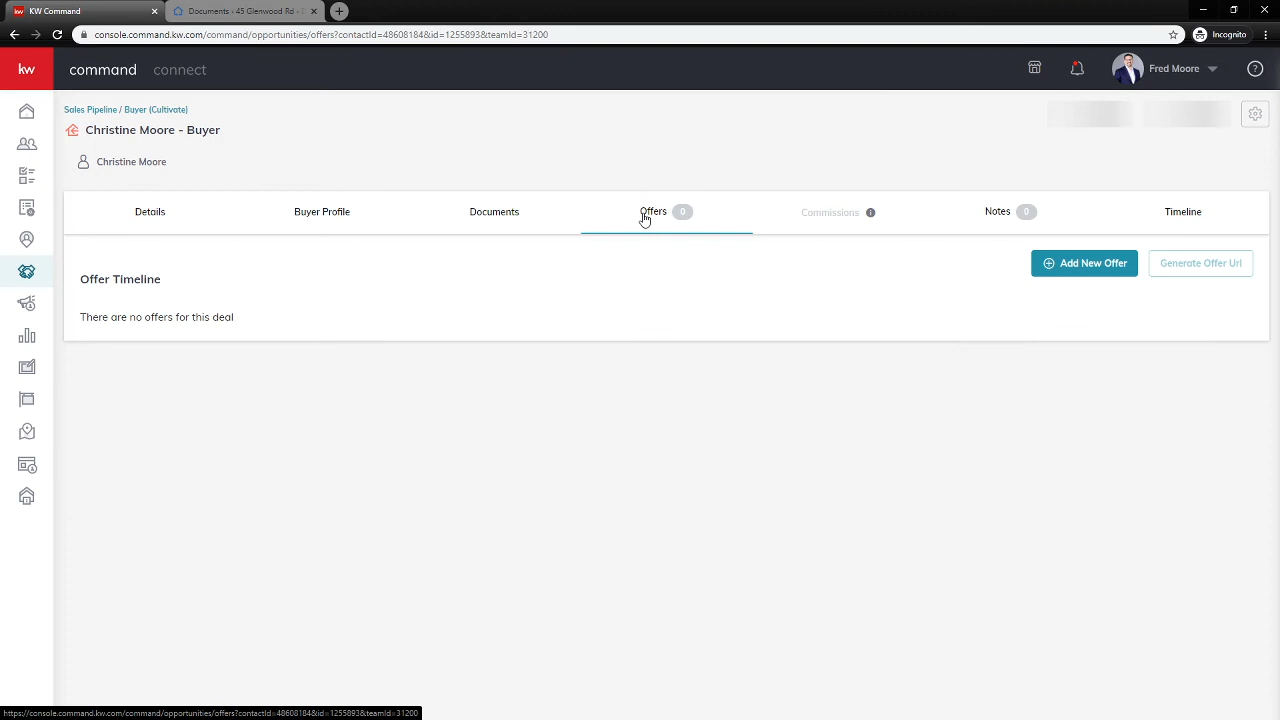 KW Command
Documents › 45 Glenwood Rd -
console.command.kw.com/command/opportunities/offers?contactId=48608184&id=1255893&teamId=31200
Incognito
kw
command
connect
Fred Moore
Sales Pipeline / Buyer (Cultivate)
Christine Moore - Buyer
Christine Moore
Details
Buyer Profile
Documents
Offers 0
Commissions
Notes 0
Timeline
Add New Offer
Generate Offer Url
Offer Timeline
There are no offers for this deal
https://console.command.kw.com/command/opportunities/offers?contactId=48608184&id=1255893&teamId=31200